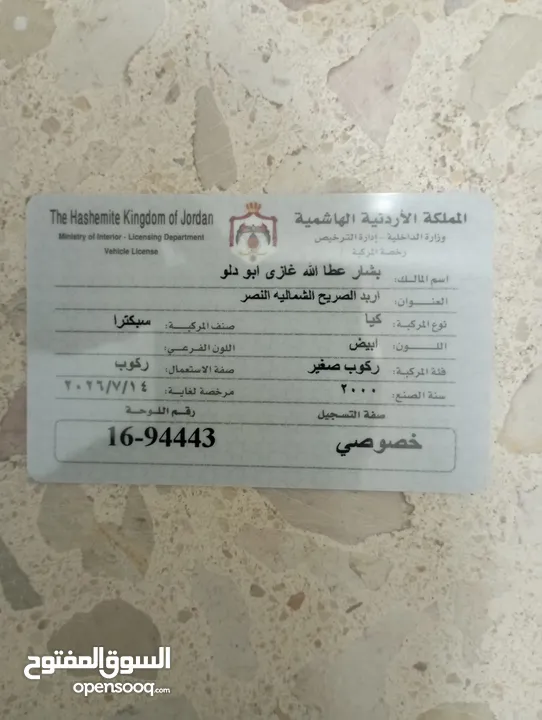 The Hashemite Kingdom of Jordan
Ministry of Interior - Licensing Department
Vehicle License
المملكة الأردنية الهاشمية
وزارة الداخلية - إدارة الترخيص
رخصة المركبة
اسم المالك: بشار عطا الله غازي ابو دلو
العنوان: اربد الصريح الشماليه النصر
نوع المركبة: كيا صنف المركبة: سبكترا
اللون: ابيض اللون الفرعي:
فئة المركبة: ركوب صغير صفة الاستعمال: ركوب
سنة الصنع: ٢٠٠٠ مرخصة لغاية: ٢٠٢٦/٧/١٤
صفة التسجيل رقم اللوحة
خصوصي 16-94443
السوق المفتوح
opensooq.com